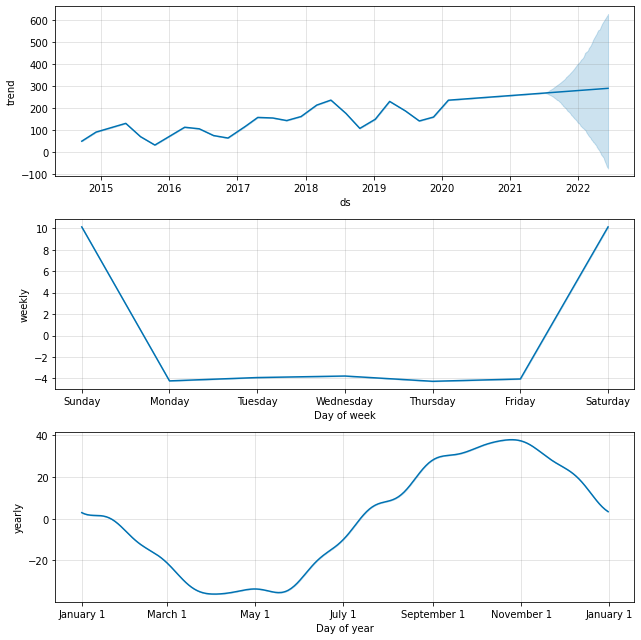 600
500
400
300
200
100
0
−100
trend
2015 2016 2017 2018 2019 2020 2021 2022
ds
10
8
6
4
2
0
−2
−4
weekly
Sunday Monday Tuesday Wednesday Thursday Friday Saturday
Day of week
40
20
0
−20
yearly
January 1 March 1 May 1 July 1 September 1 November 1 January 1
Day of year